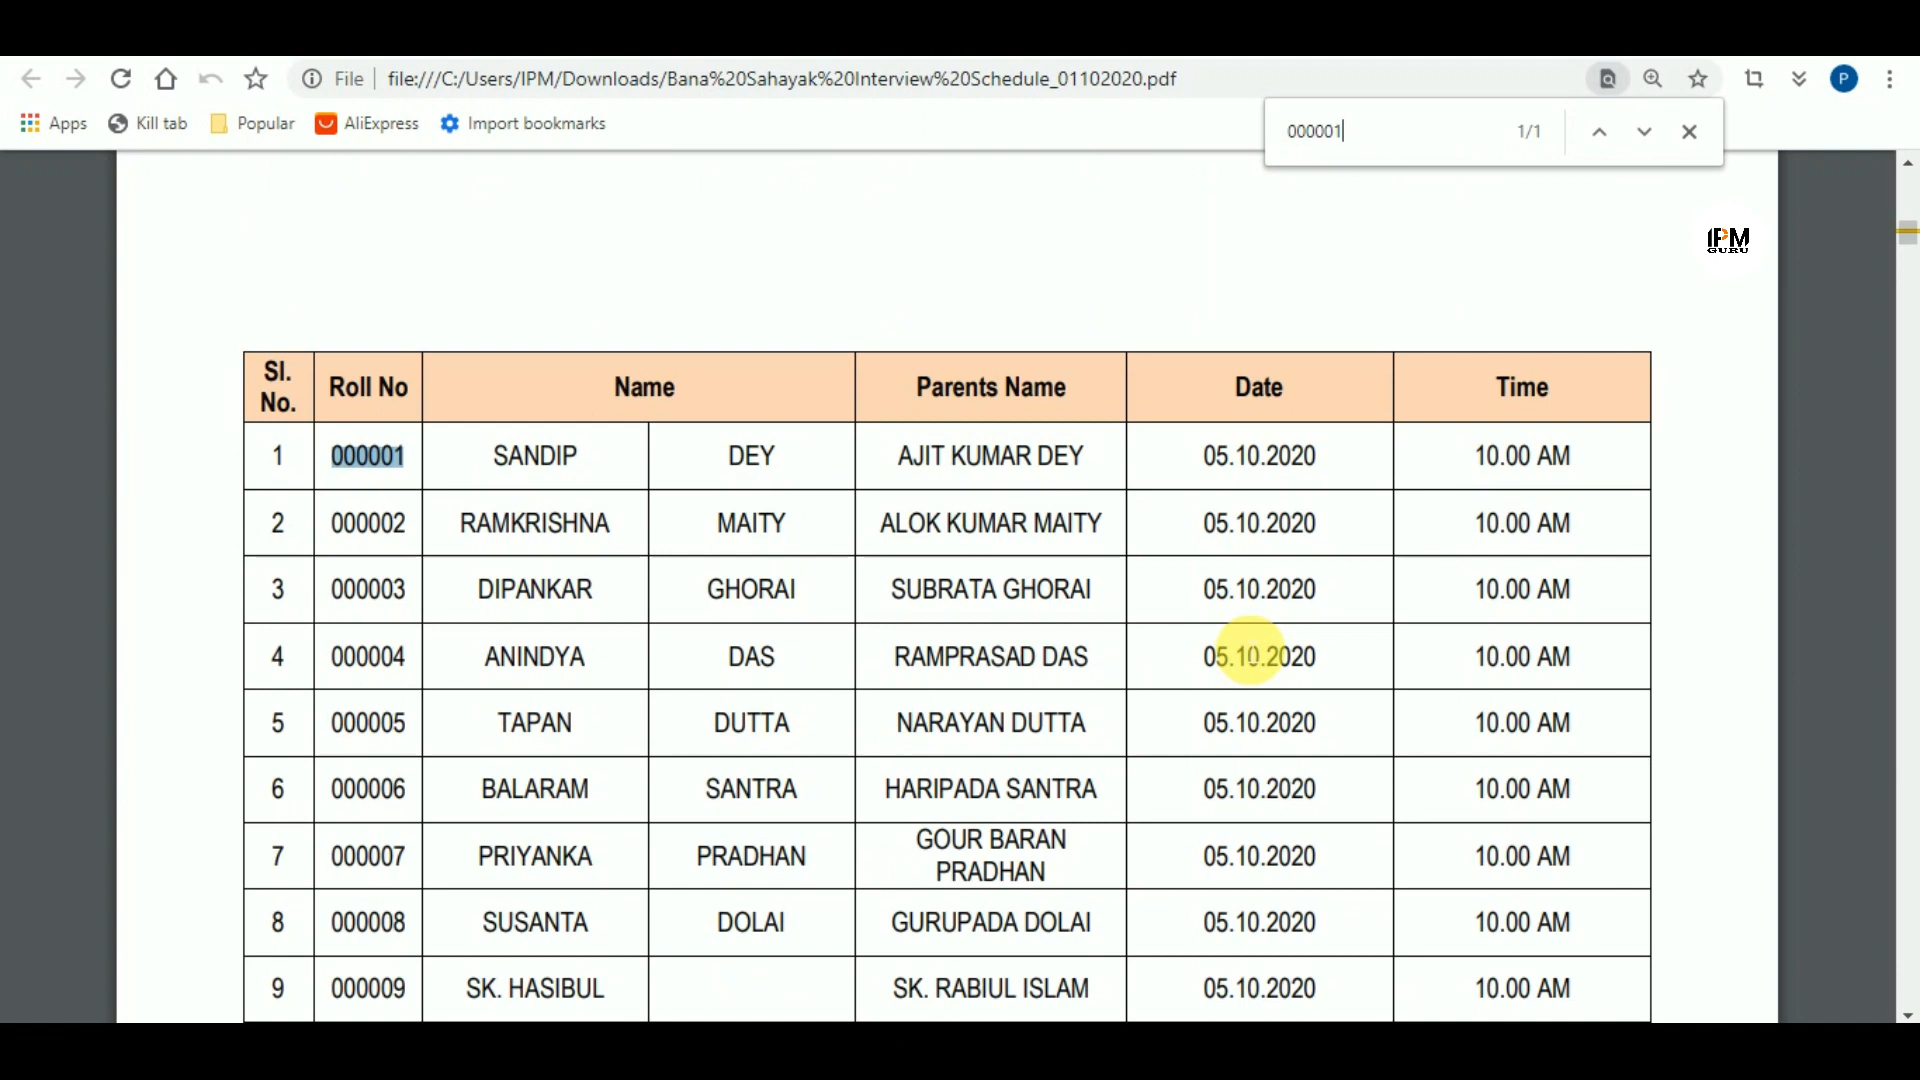 File file:///C:/Users/IPM/Downloads/Bana%20Sahayak%20Interview%20Schedule_01102020.pdf P
Apps Kill tab Popular AliExpress Import bookmarks
000001 1/1
IPM
GURU
Sl. No. Roll No Name Parents Name Date Time
1 000001 SANDIP DEY AJIT KUMAR DEY 05.10.2020 10.00 AM
2 000002 RAMKRISHNA MAITY ALOK KUMAR MAITY 05.10.2020 10.00 AM
3 000003 DIPANKAR GHORAI SUBRATA GHORAI 05.10.2020 10.00 AM
4 000004 ANINDYA DAS RAMPRASAD DAS 05.10.2020 10.00 AM
5 000005 TAPAN DUTTA NARAYAN DUTTA 05.10.2020 10.00 AM
6 000006 BALARAM SANTRA HARIPADA SANTRA 05.10.2020 10.00 AM
7 000007 PRIYANKA PRADHAN GOUR BARAN PRADHAN 05.10.2020 10.00 AM
8 000008 SUSANTA DOLAI GURUPADA DOLAI 05.10.2020 10.00 AM
9 000009 SK. HASIBUL SK. RABIUL ISLAM 05.10.2020 10.00 AM